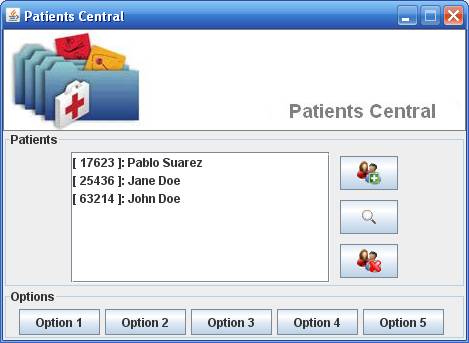 Patients Central
Patients Central
Patients
[ 17623 ]: Pablo Suarez
[ 25436 ]: Jane Doe
[ 63214 ]: John Doe
Options
Option 1 Option 2 Option 3 Option 4 Option 5